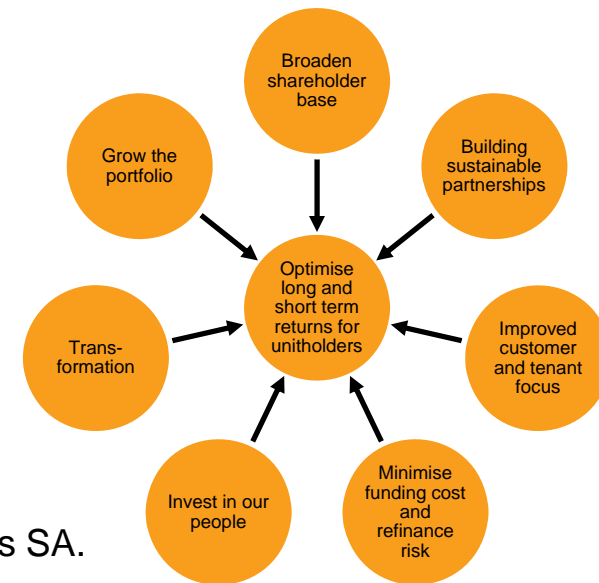 Broaden
shareholder
base
Building
sustainable
partnerships
Grow the
portfolio
Optimise
long and
short term
returns for
unitholders
Improved
customer
and tenant
focus
Trans-
formation
Invest in our
people
Minimise
funding cost
and
refinance
risk
s SA.